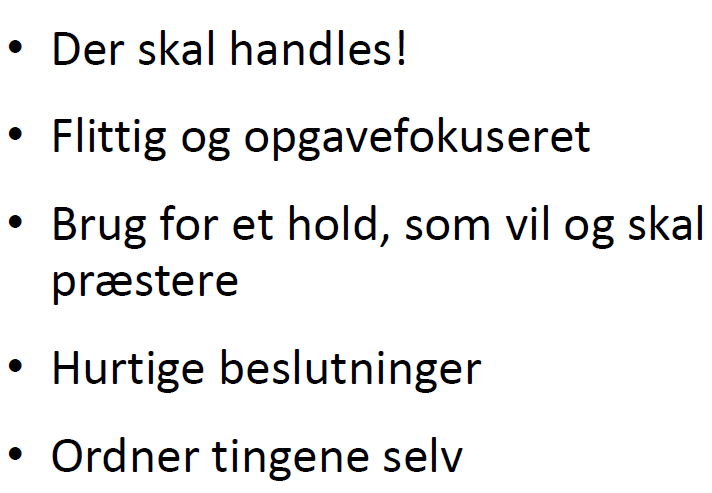 • Der skal handles!
• Flittig og opgavefokuseret
• Brug for et hold, som vil og skal
præstere
• Hurtige beslutninger
• Ordner tingene selv